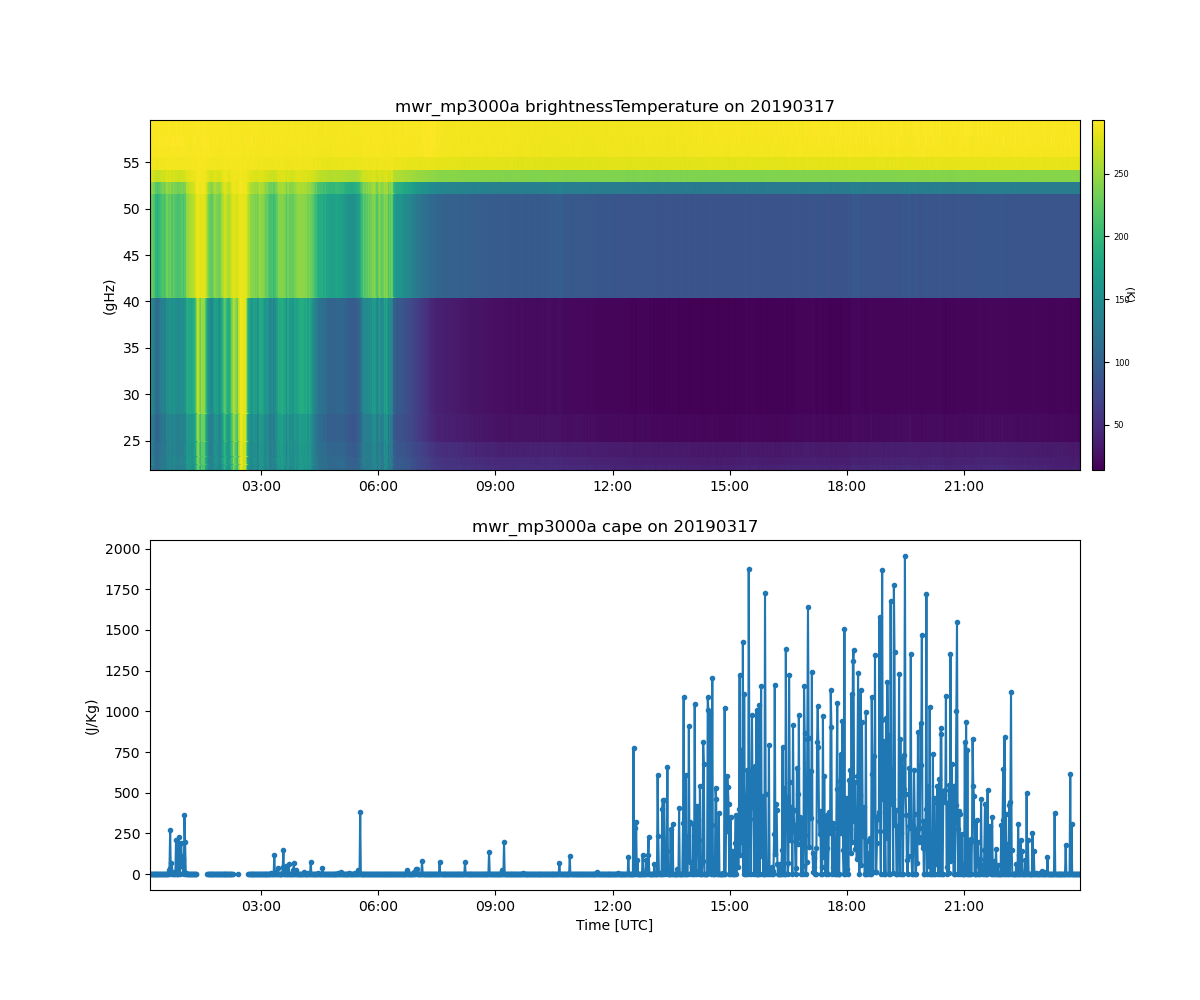 mwr_mp3000a brightnessTemperature on 20190317
55
50
45
40
35
30
25
(gHz)
03:00 06:00 09:00 12:00 15:00 18:00 21:00
250
200
150
100
50
(K)
mwr_mp3000a cape on 20190317
2000
1750
1500
1250
1000
750
500
250
0
(J/Kg)
03:00 06:00 09:00 12:00 15:00 18:00 21:00
Time [UTC]